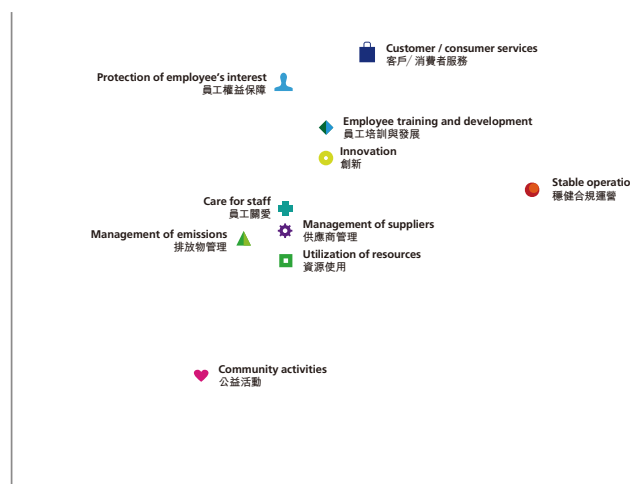 Customer / consumer services
客戶/ 消費者服務
Protection of employee's interest
員工權益保障
Employee training and development
員工培訓與發展
Innovation
創新
Stable operatio
穩健合規運營
Care for staff
員工關愛
Management of suppliers
供應商管理
Management of emissions
排放物管理
Utilization of resources
資源使用
Community activities
公益活動